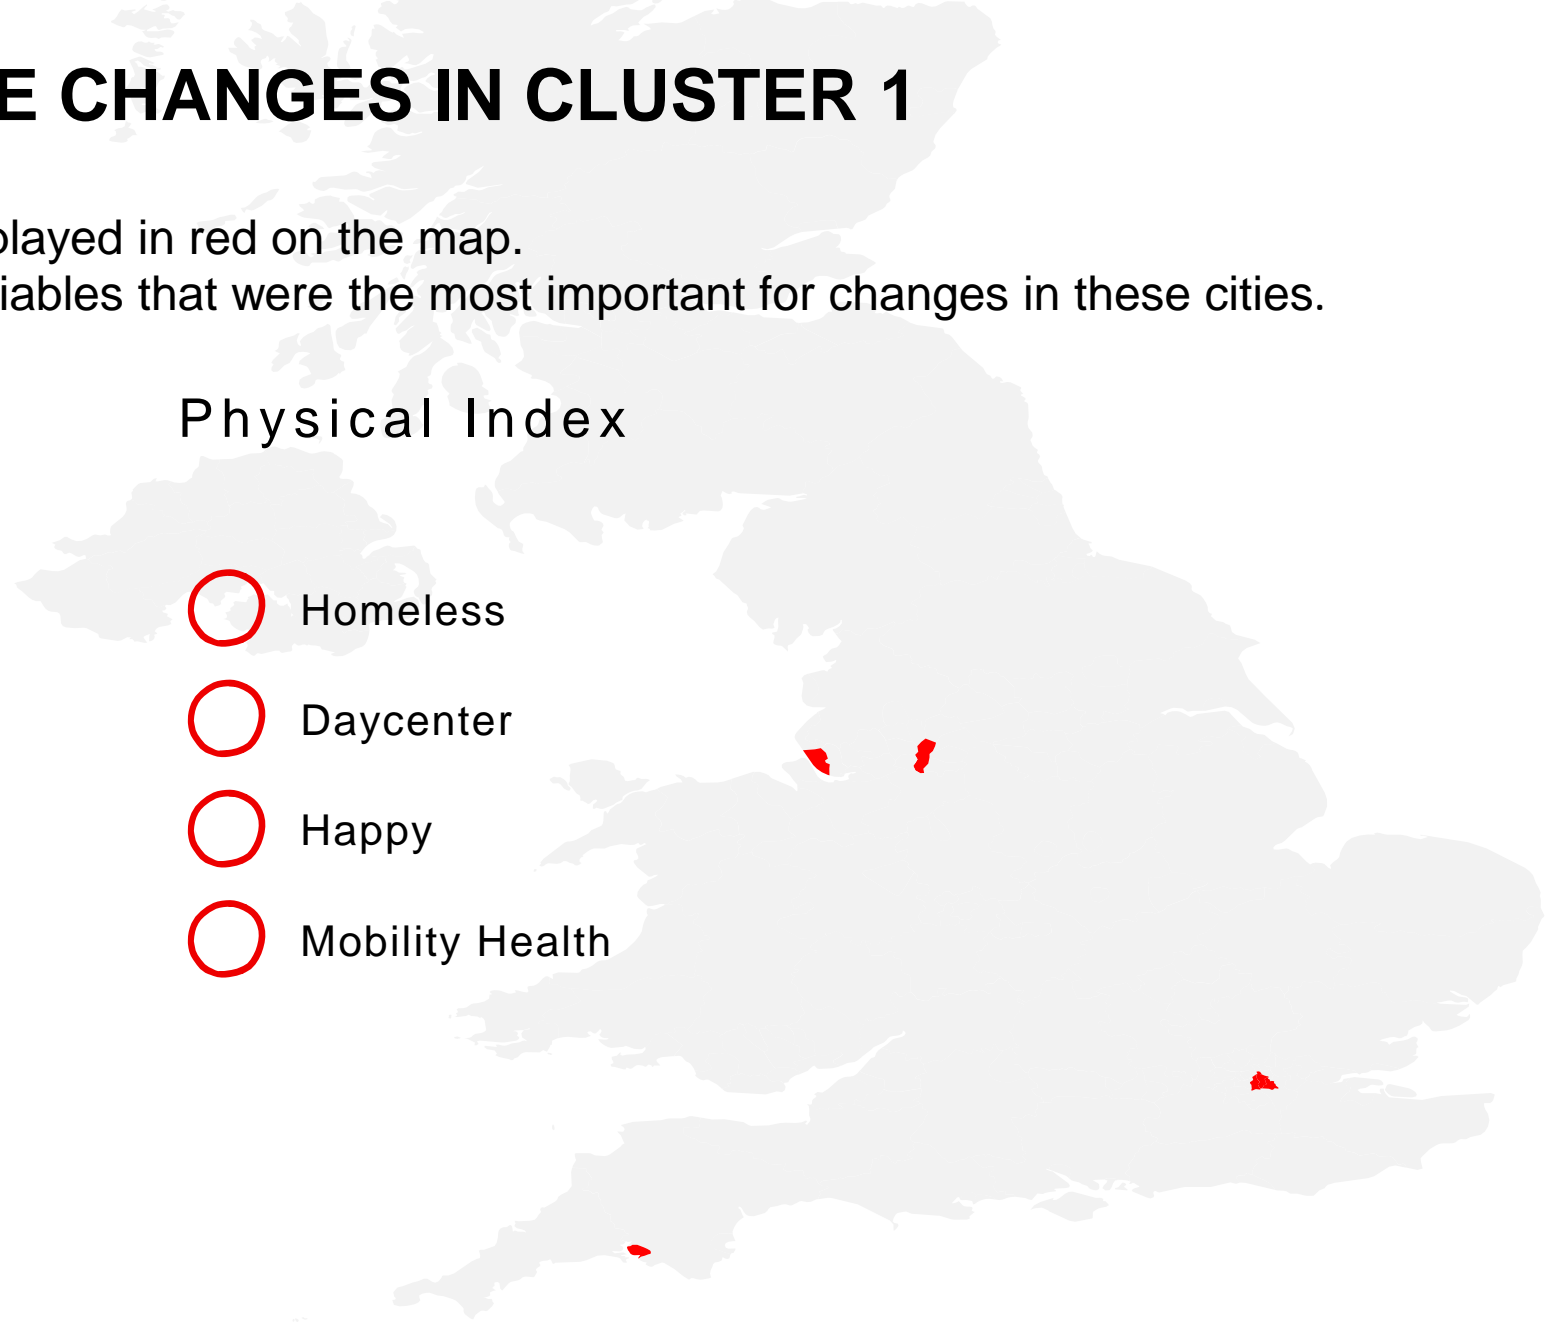 E CHANGES IN CLUSTER 1
played in red on the map.
iables that were the most important for changes in these cities.
Physical Index
Homeless
Daycenter
Happy
Mobility Health